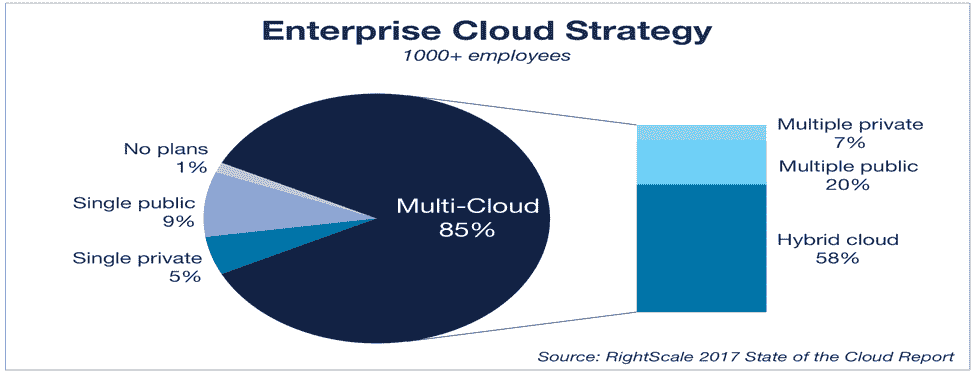 Enterprise Cloud Strategy
1000+ employees
No plans
1%
Single public
9%
Single private
5%
Multi-Cloud
85%
Multiple private
7%
Multiple public
20%
Hybrid cloud
58%
Source: RightScale 2017 State of the Cloud Report